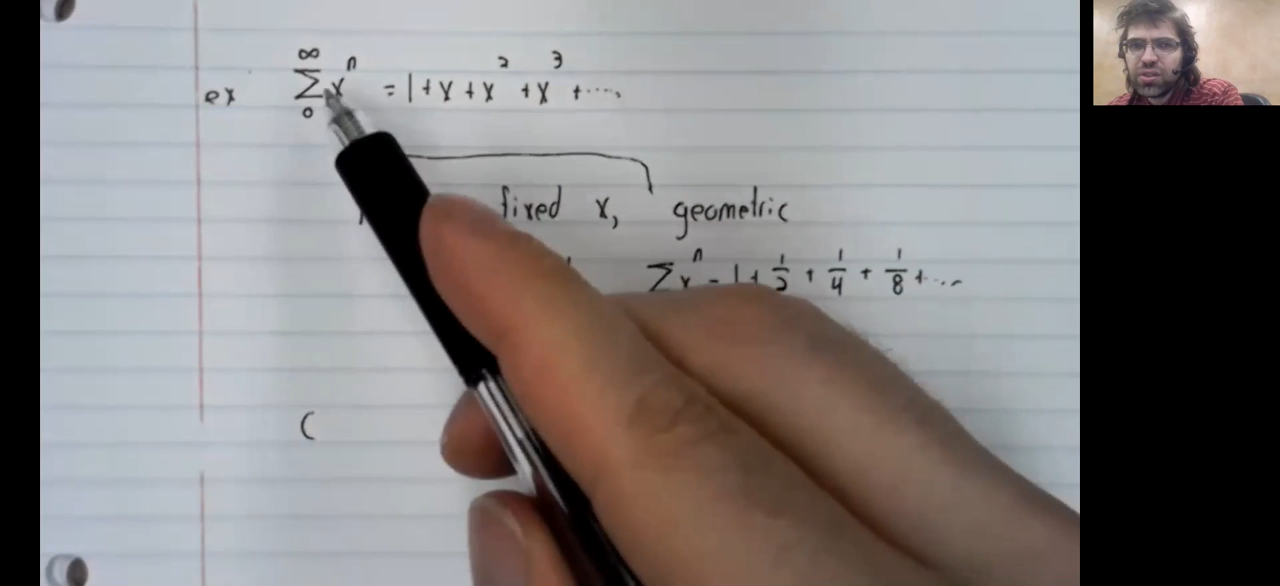 ex ∞ Σ 0 xⁿ = 1 + x + x² + x³ + ....
fixed x, geometric
Σ xⁿ = 1 + 1/2 + 1/4 + 1/8 + ...
(